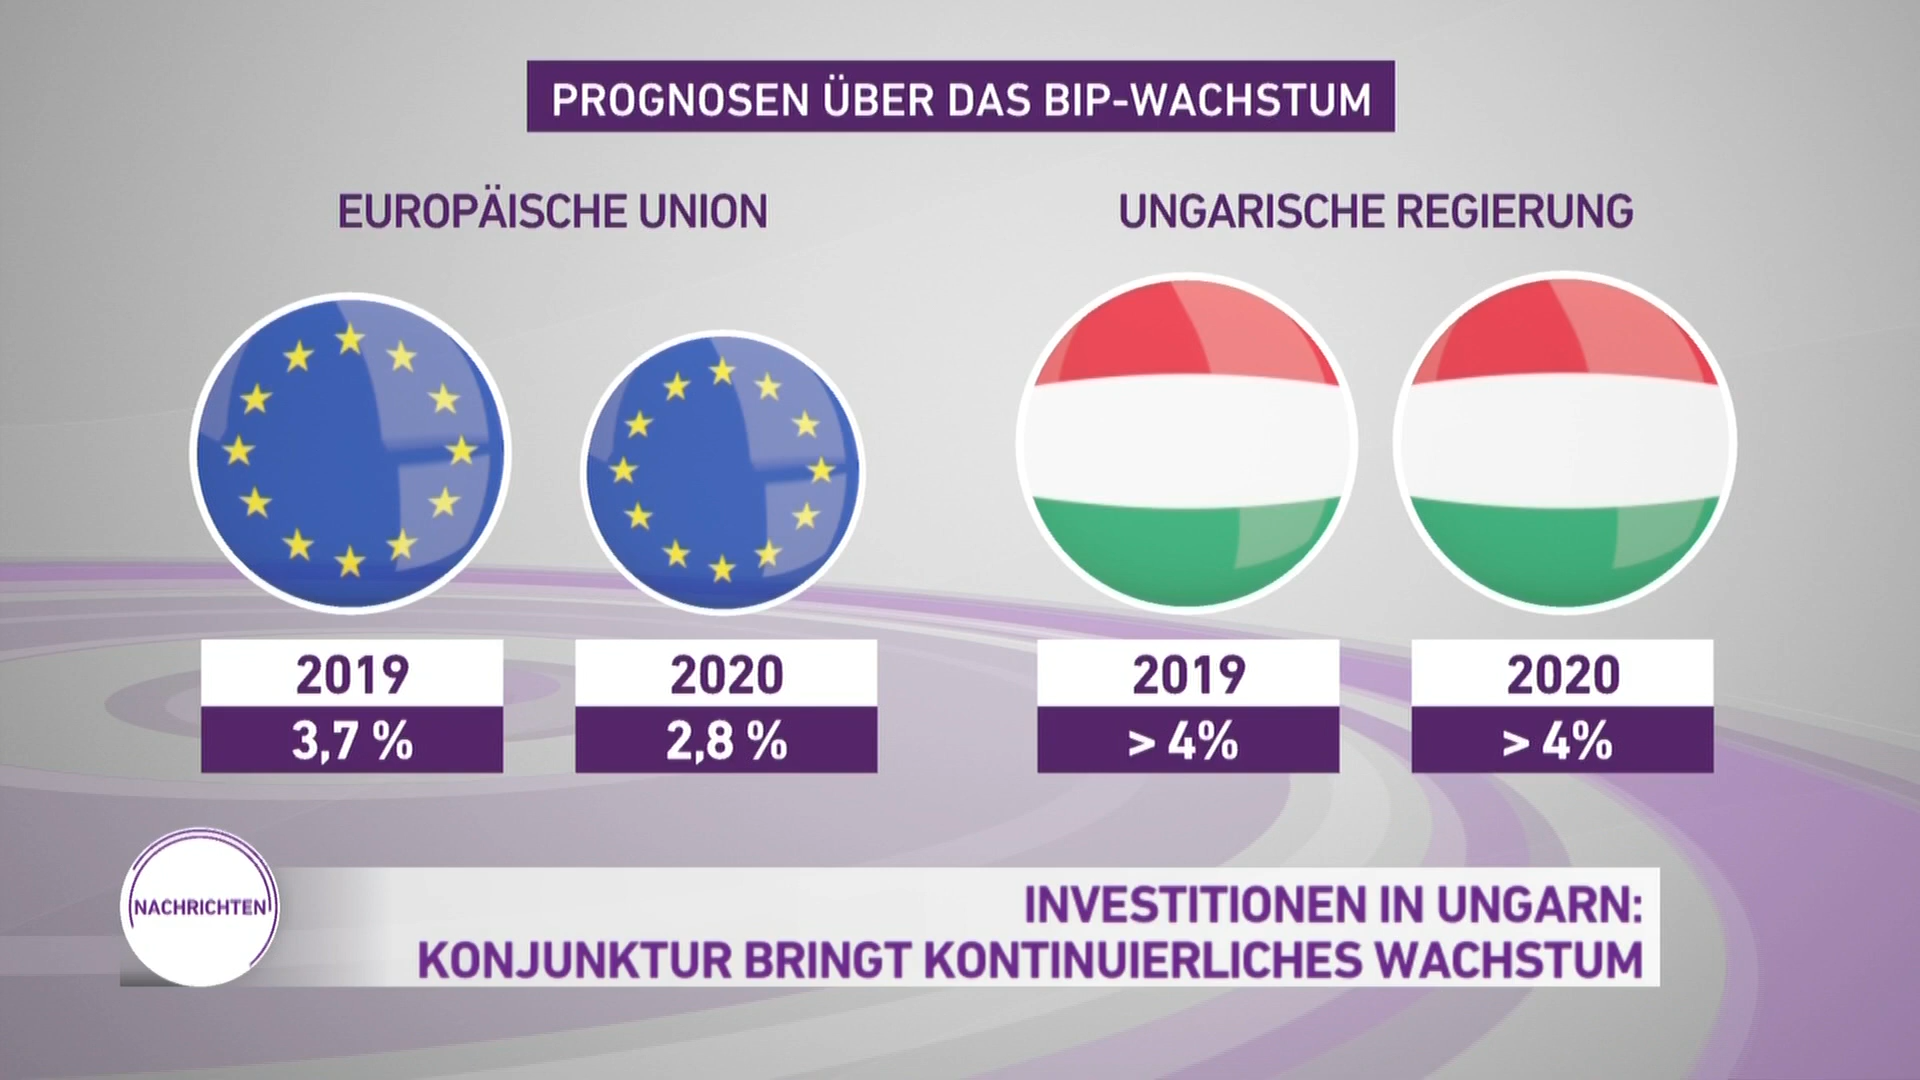 PROGNOSEN ÜBER DAS BIP-WACHSTUM
EUROPÄISCHE UNION
2019
3,7 %
2020
2,8 %
UNGARISCHE REGIERUNG
2019
> 4%
2020
> 4%
NACHRICHTEN
INVESTITIONEN IN UNGARN:
KONJUNKTUR BRINGT KONTINUIERLICHES WACHSTUM